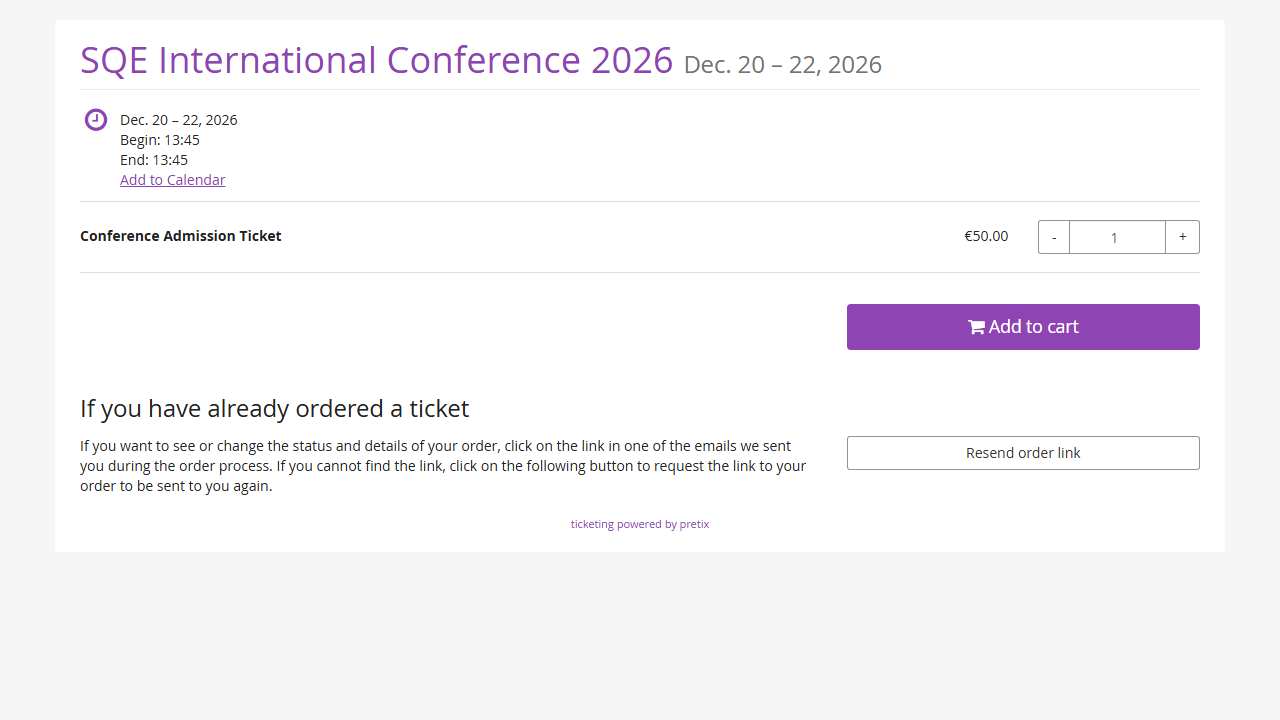 SQE International Conference 2026 Dec. 20 – 22, 2026
Dec. 20 – 22, 2026
Begin: 13:45
End: 13:45
Add to Calendar
Conference Admission Ticket €50.00 - 1 +
Add to cart
If you have already ordered a ticket
If you want to see or change the status and details of your order, click on the link in one of the emails we sent
you during the order process. If you cannot find the link, click on the following button to request the link to your
order to be sent to you again.
Resend order link
ticketing powered by pretix